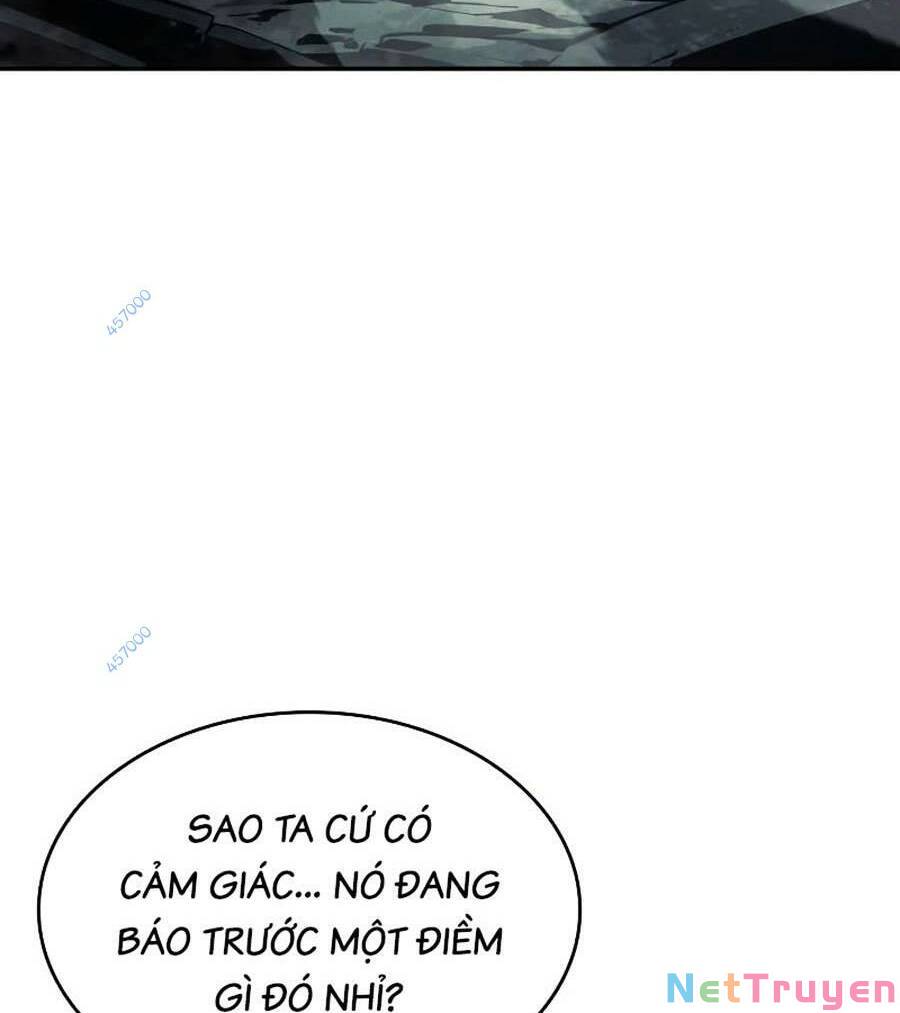 457000
457000
SAO TA CỨ CÓ
CẢM GIÁC... NÓ ĐANG
BÁO TRƯỚC MỘT ĐIỀM
GÌ ĐÓ NHỈ?
NetTruyen